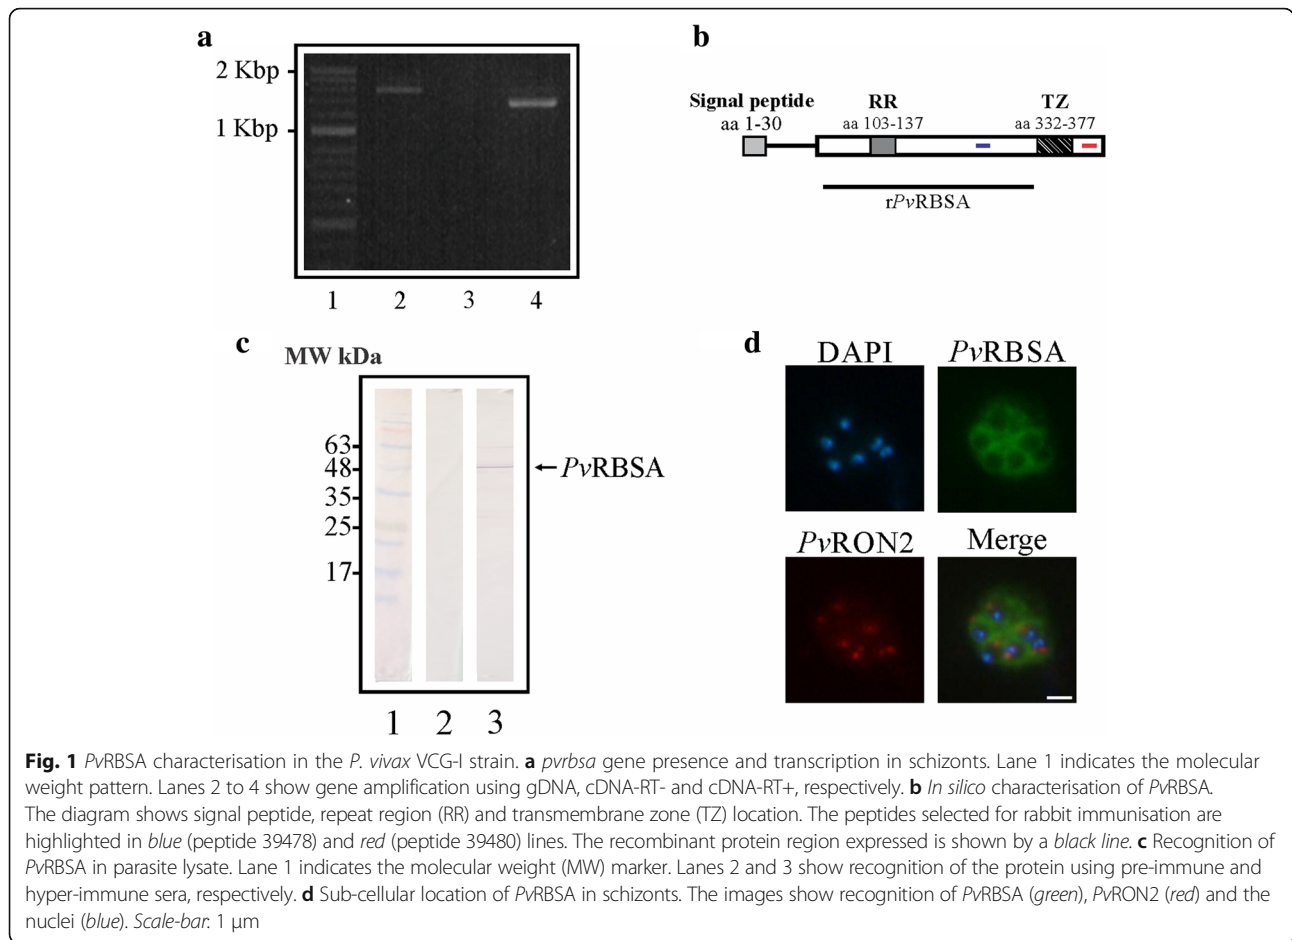 a
2 Kbp
1 Kbp
1 2 3 4
b
Signal peptide RR TZ
aa 1-30 aa 103-137 aa 332-377
rPvRBSA
c
MW kDa
63
48
35
25
17
←PvRBSA
1 2 3
d
DAPI PvRBSA
PvRON2 Merge
Fig. 1 PvRBSA characterisation in the P. vivax VCG-I strain. a pvrbsa gene presence and transcription in schizonts. Lane 1 indicates the molecular
weight pattern. Lanes 2 to 4 show gene amplification using gDNA, cDNA-RT- and cDNA-RT+, respectively. b In silico characterisation of PvRBSA.
The diagram shows signal peptide, repeat region (RR) and transmembrane zone (TZ) location. The peptides selected for rabbit immunisation are
highlighted in blue (peptide 39478) and red (peptide 39480) lines. The recombinant protein region expressed is shown by a black line. c Recognition of
PvRBSA in parasite lysate. Lane 1 indicates the molecular weight (MW) marker. Lanes 2 and 3 show recognition of the protein using pre-immune and
hyper-immune sera, respectively. d Sub-cellular location of PvRBSA in schizonts. The images show recognition of PvRBSA (green), PvRON2 (red) and the
nuclei (blue). Scale-bar: 1 μm